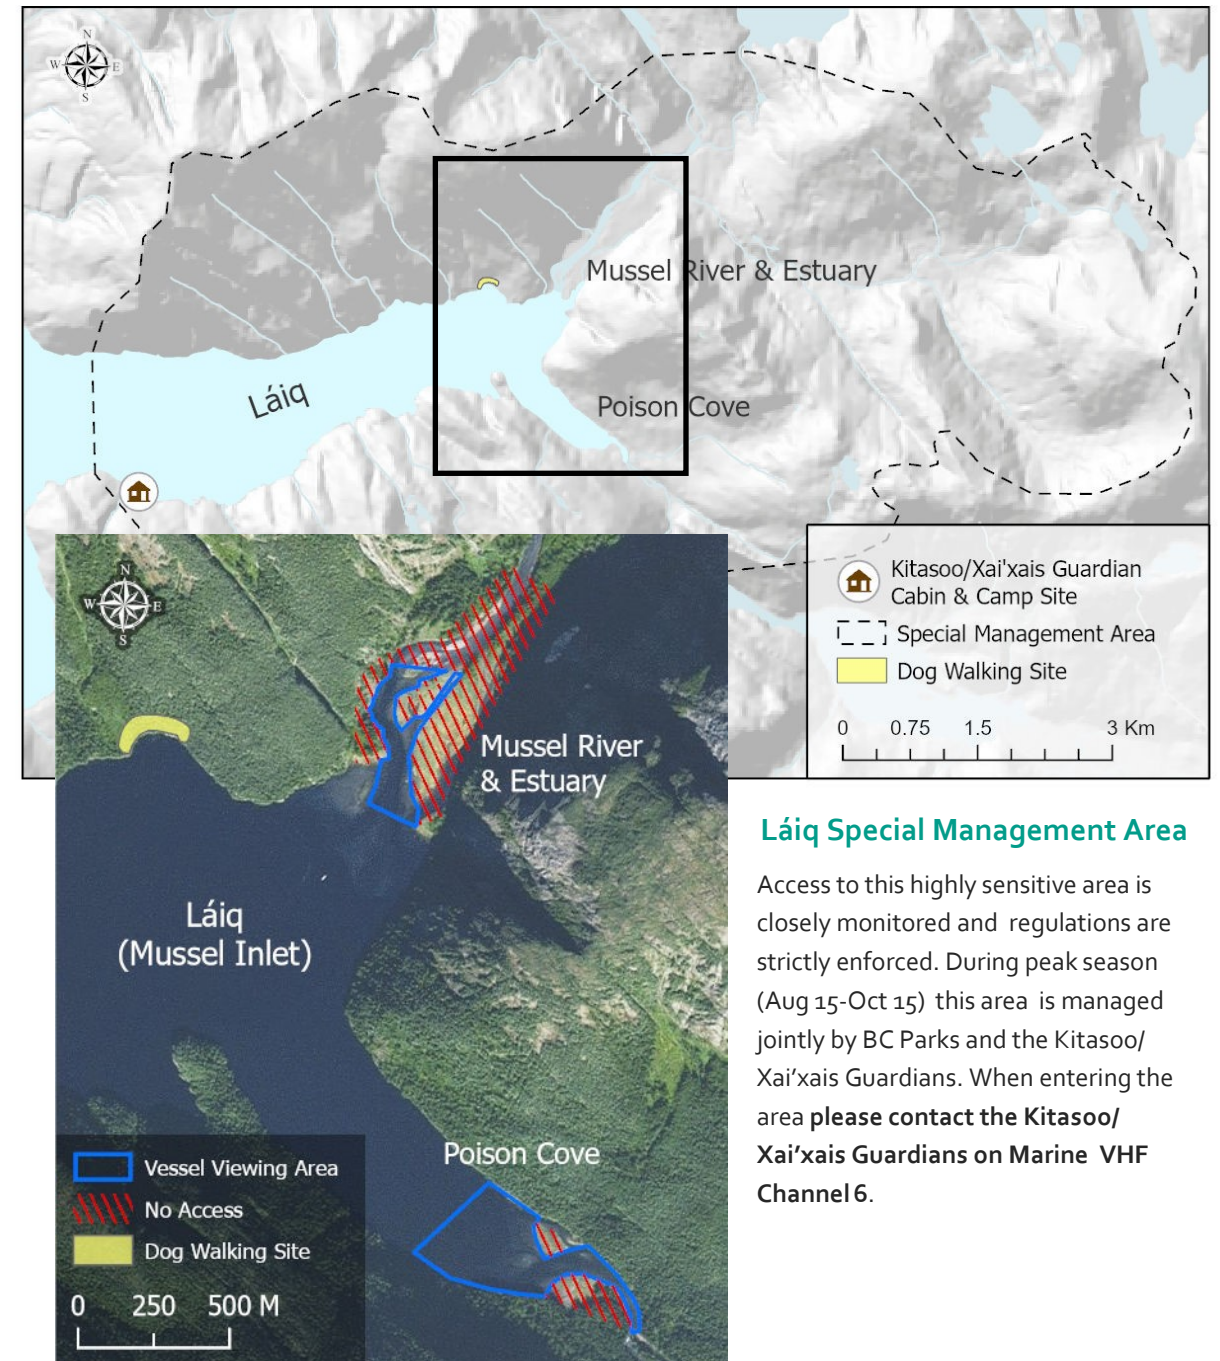 N
W E
S
Mussel River & Estuary
Láiq
Poison Cove
Kitasoo/Xai'xais Guardian
Cabin & Camp Site
Special Management Area
Dog Walking Site
0 0.75 1.5 3 Km
N
W E
S
Mussel River
& Estuary
Láiq
(Mussel Inlet)
Poison Cove
Vessel Viewing Area
No Access
Dog Walking Site
0 250 500 M
Láiq Special Management Area
Access to this highly sensitive area is
closely monitored and regulations are
strictly enforced. During peak season
(Aug 15-Oct 15) this area is managed
jointly by BC Parks and the Kitasoo/
Xai’xais Guardians. When entering the
area please contact the Kitasoo/
Xai’xais Guardians on Marine VHF
Channel 6.